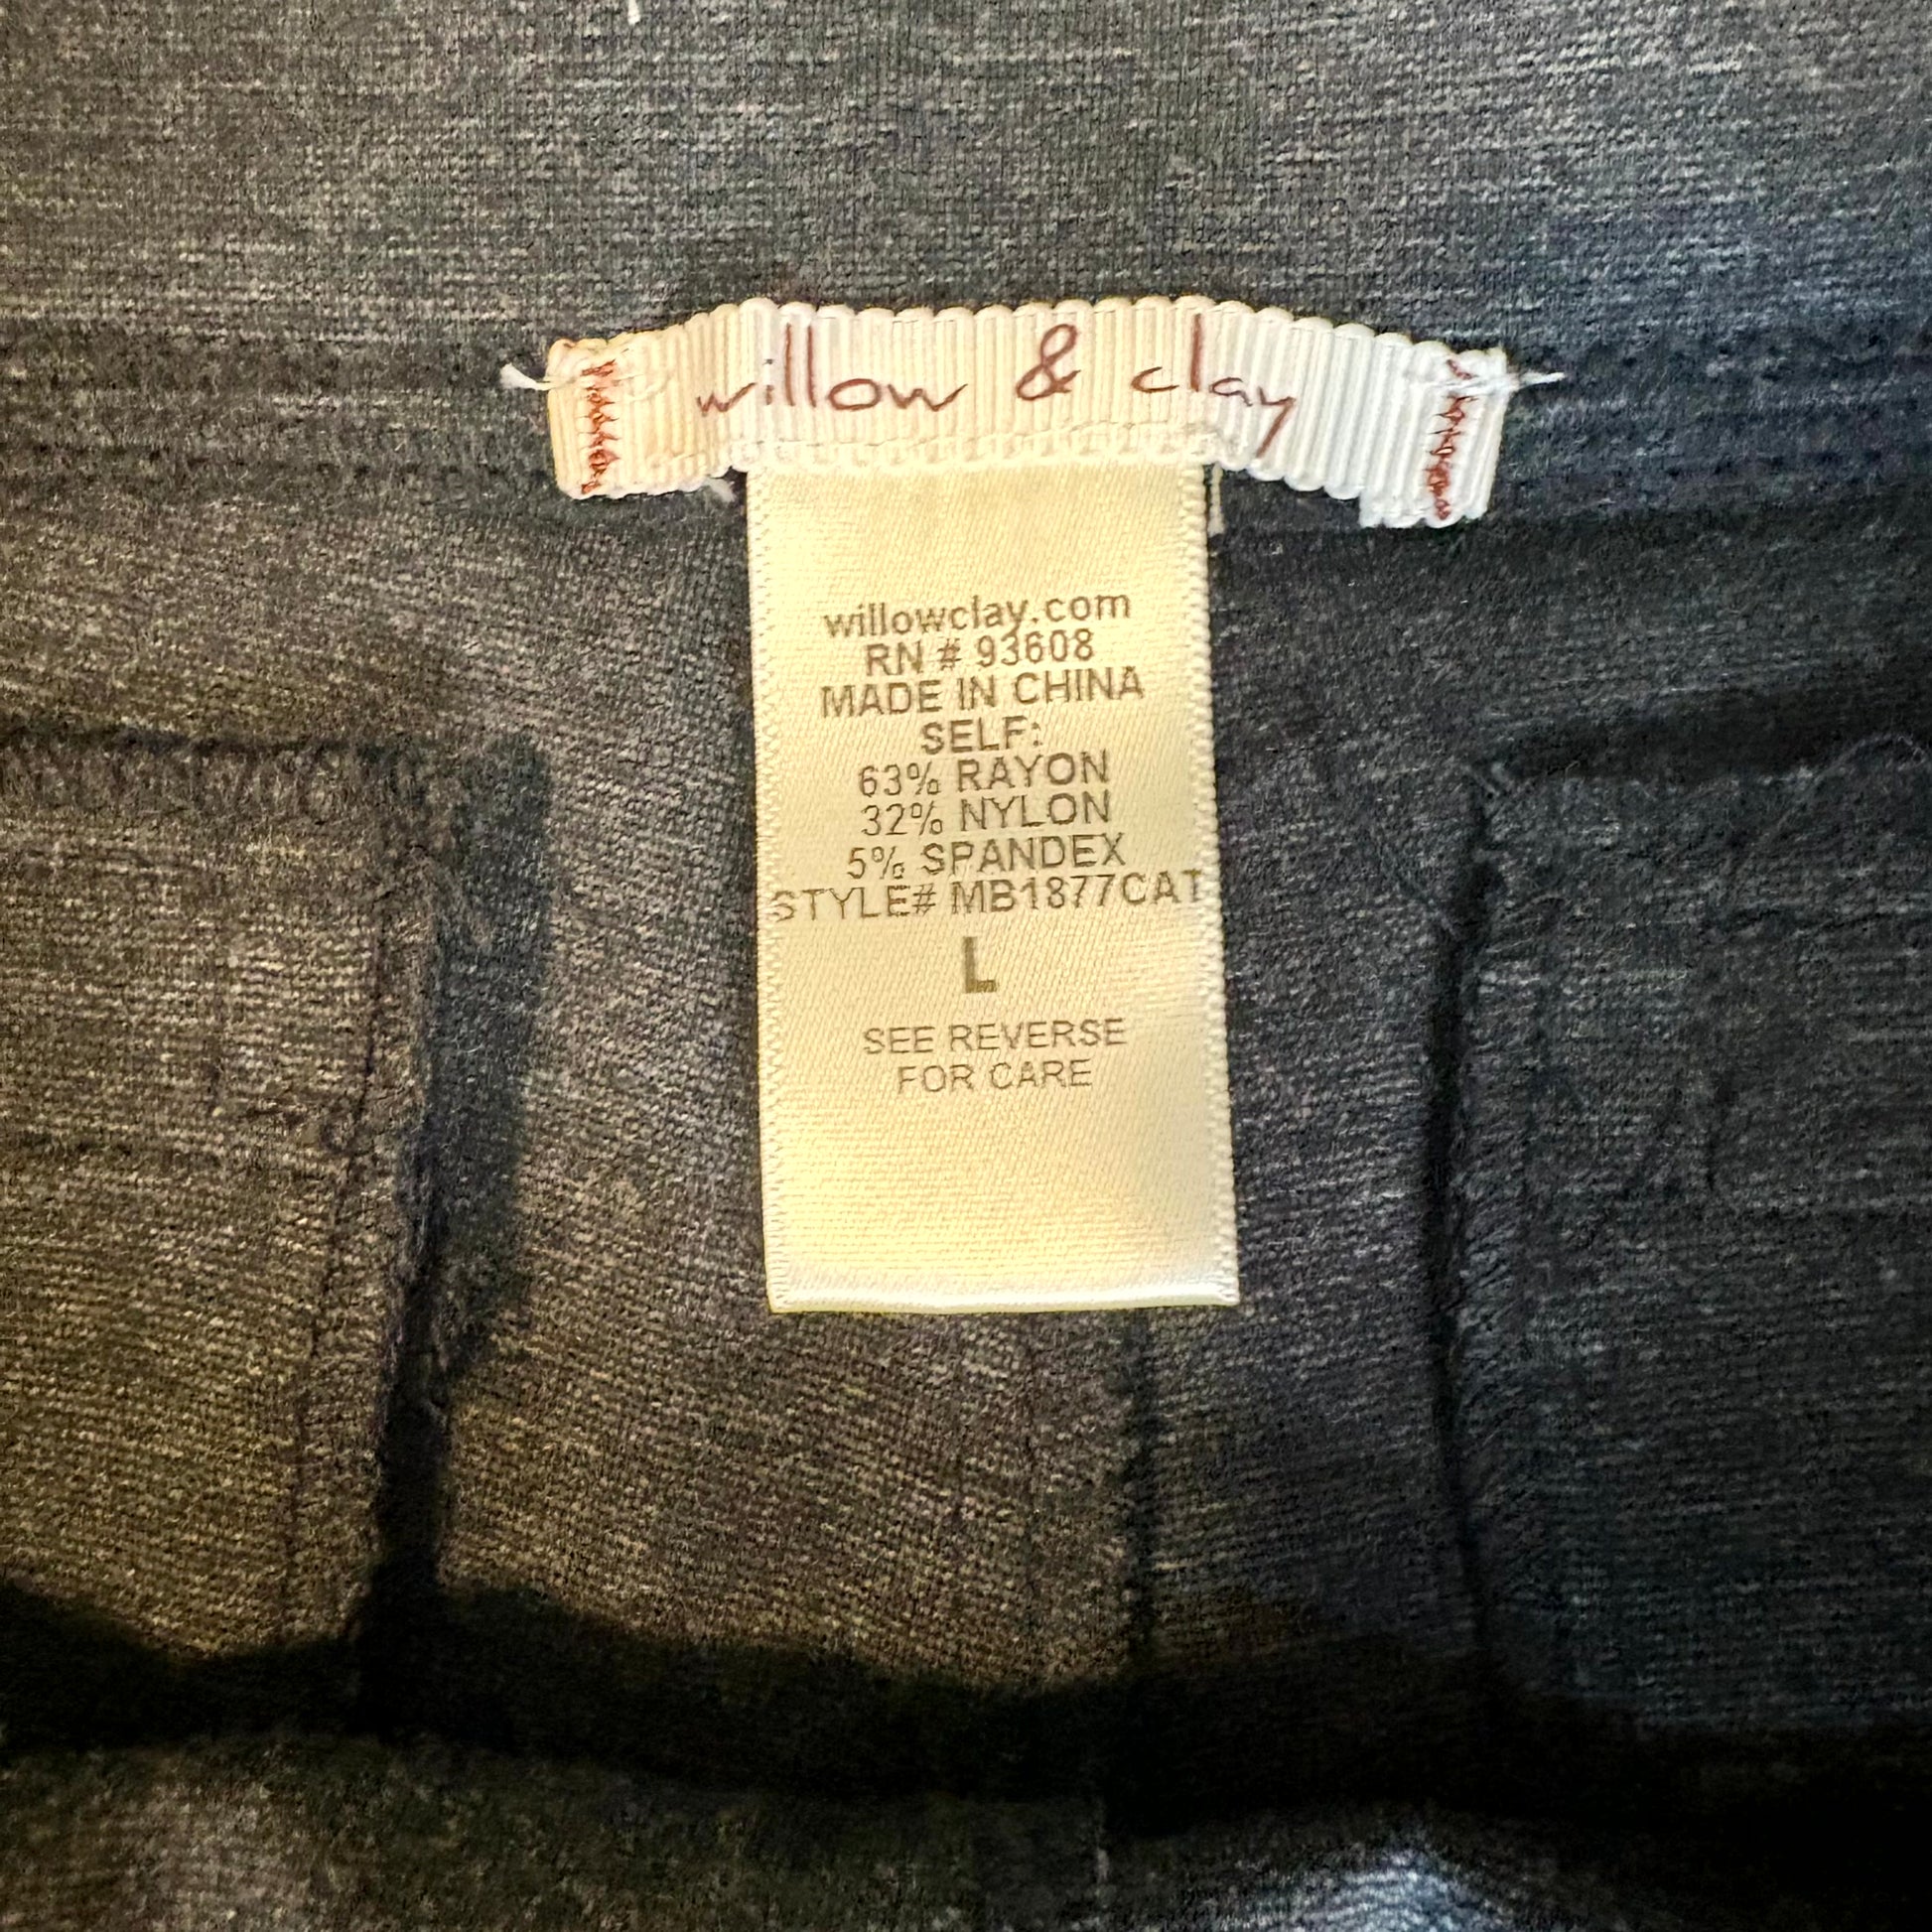 willow & clay
willowclay.com
RN # 93608
MADE IN CHINA
SELF:
63% RAYON
32% NYLON
5% SPANDEX
STYLE# MB1877CAT
L
SEE REVERSE
FOR CARE